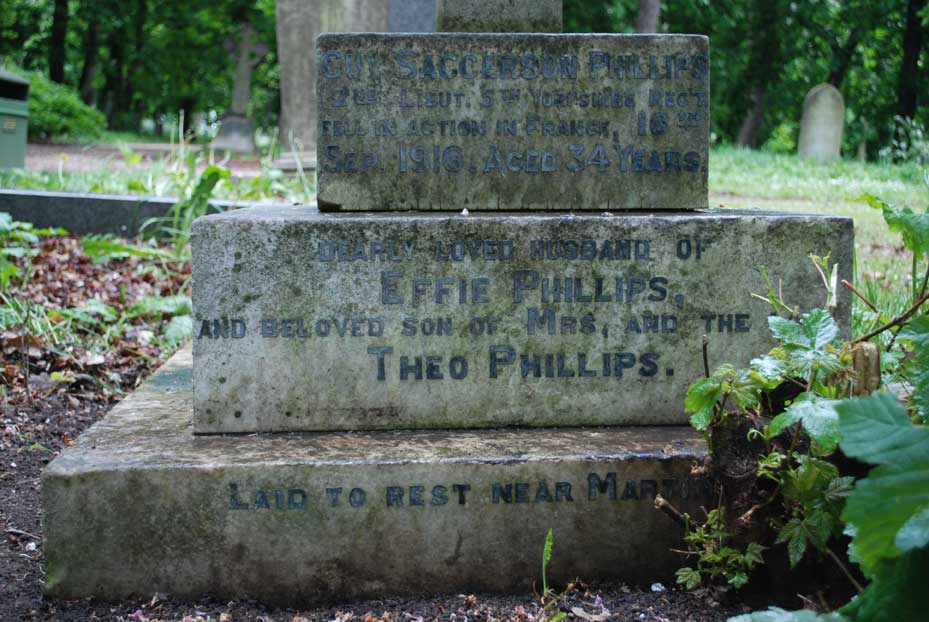 GUY SACCERSON PHILLIPS
2ND LIEUT. 5TH YORKSHIRE REGT.
FELL IN ACTION IN FRANCE, 16TH
SEP. 1916. AGED 34 YEARS.
DEARLY LOVED HUSBAND OF
EFFIE PHILLIPS,
AND BELOVED SON OF MRS, AND THE
THEO PHILLIPS.
LAID TO REST NEAR